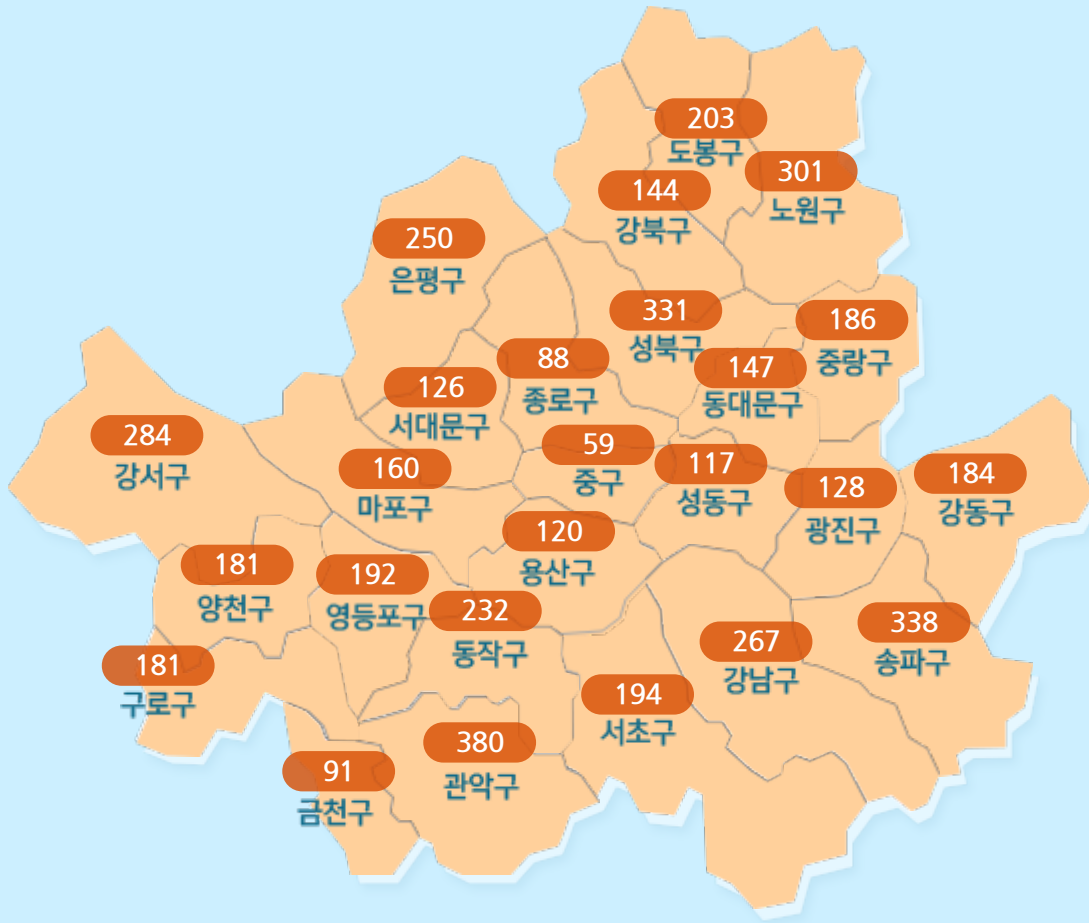 203
도봉구
301
노원구
144
강북구
250
은평구
331
성북구
186
중랑구
88
종로구
147
동대문구
126
서대문구
284
강서구
59
중구
117
성동구
160
마포구
128
광진구
184
강동구
120
용산구
181
양천구
192
영등포구
232
동작구
338
송파구
267
강남구
181
구로구
194
서초구
380
관악구
91
금천구